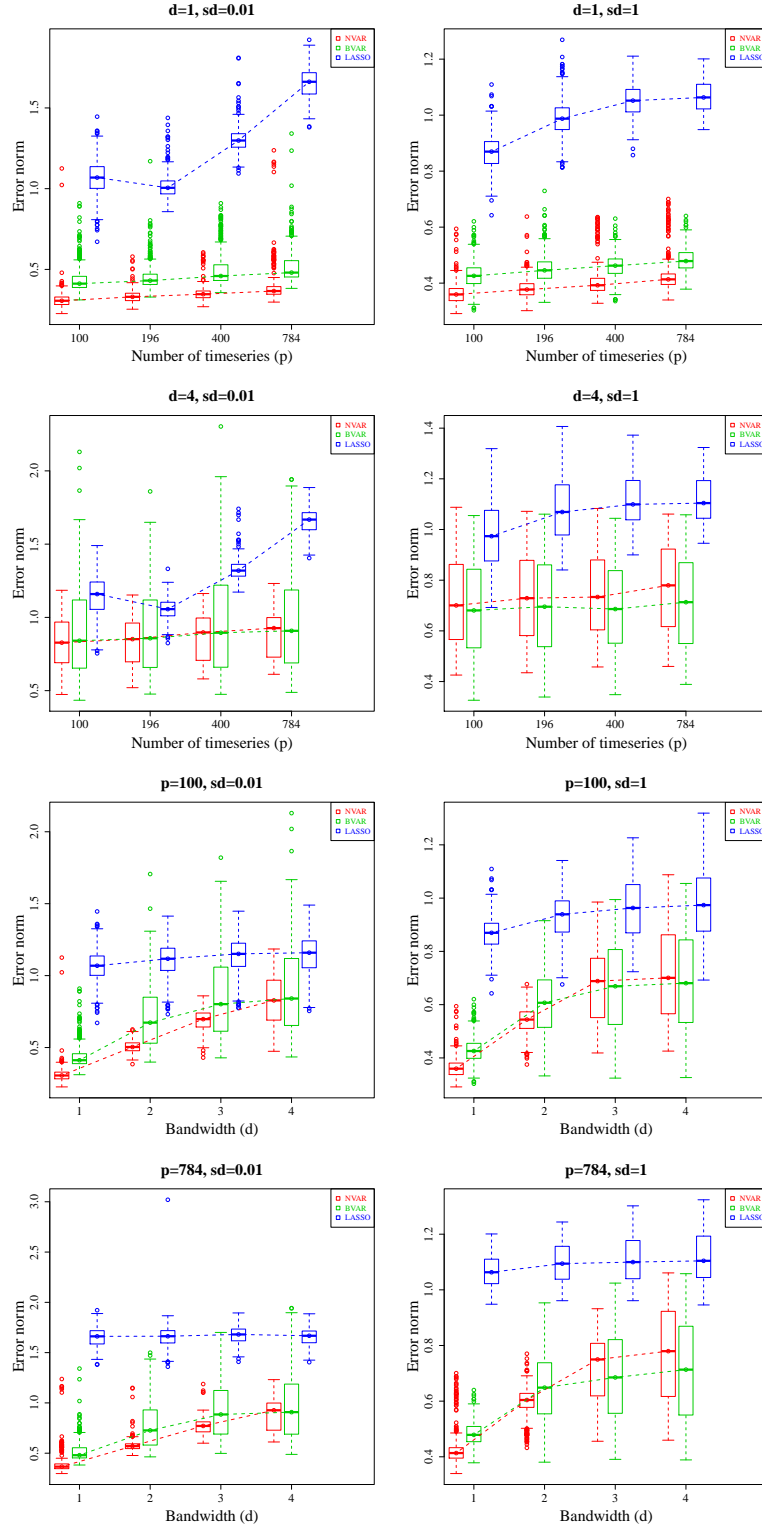 d=1, sd=0.01
NVAR
BVAR
LASSO
Error norm
0.5
1.0
1.5
100
196
400
784
Number of timeseries (p)
d=1, sd=1
NVAR
BVAR
LASSO
Error norm
0.4
0.6
0.8
1.0
1.2
100
196
400
784
Number of timeseries (p)
d=4, sd=0.01
NVAR
BVAR
LASSO
Error norm
0.5
1.0
1.5
2.0
100
196
400
784
Number of timeseries (p)
d=4, sd=1
NVAR
BVAR
LASSO
Error norm
0.4
0.6
0.8
1.0
1.2
1.4
100
196
400
784
Number of timeseries (p)
p=100, sd=0.01
NVAR
BVAR
LASSO
Error norm
0.5
1.0
1.5
2.0
1
2
3
4
Bandwidth (d)
p=100, sd=1
NVAR
BVAR
LASSO
Error norm
0.4
0.6
0.8
1.0
1.2
1
2
3
4
Bandwidth (d)
p=784, sd=0.01
NVAR
BVAR
LASSO
Error norm
0.5
1.0
1.5
2.0
2.5
3.0
1
2
3
4
Bandwidth (d)
p=784, sd=1
NVAR
BVAR
LASSO
Error norm
0.4
0.6
0.8
1.0
1.2
1
2
3
4
Bandwidth (d)